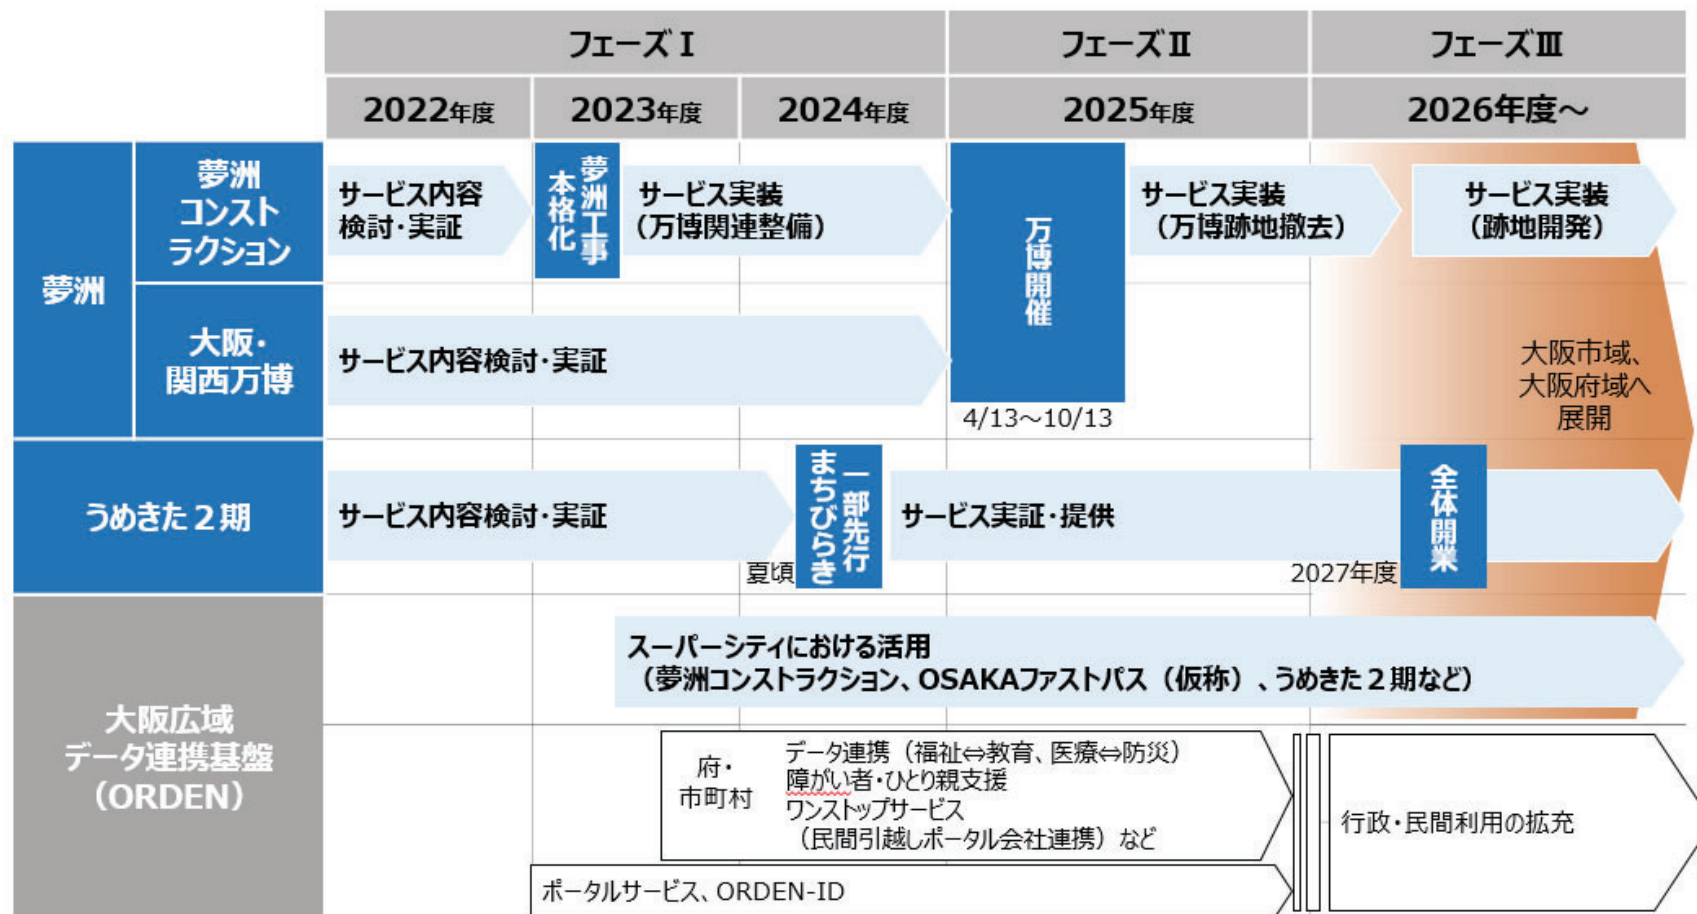 フェーズⅠ
フェーズⅡ
フェーズⅢ
2022年度
2023年度
2024年度
2025年度
2026年度～
夢洲
夢洲
コンスト
ラクション
サービス内容
検討・実証
夢洲工事
本格化
サービス実装
（万博関連整備）
万博開催
4/13～10/13
サービス実装
（万博跡地撤去）
サービス実装
（跡地開発）
大阪・
関西万博
サービス内容検討・実証
大阪市域、
大阪府域へ
展開
うめきた２期
サービス内容検討・実証
夏頃
一部先行
まちびらき
サービス実証・提供
2027年度
全体開業
大阪広域
データ連携基盤
（ORDEN）
スーパーシティにおける活用
（夢洲コンストラクション、OSAKAファストパス（仮称）、うめきた２期など）
府・
市町村
データ連携（福祉⇔教育、医療⇔防災）
障がい者・ひとり親支援
ワンストップサービス
（民間引越しポータル会社連携）など
行政・民間利用の拡充
ポータルサービス、ORDEN-ID